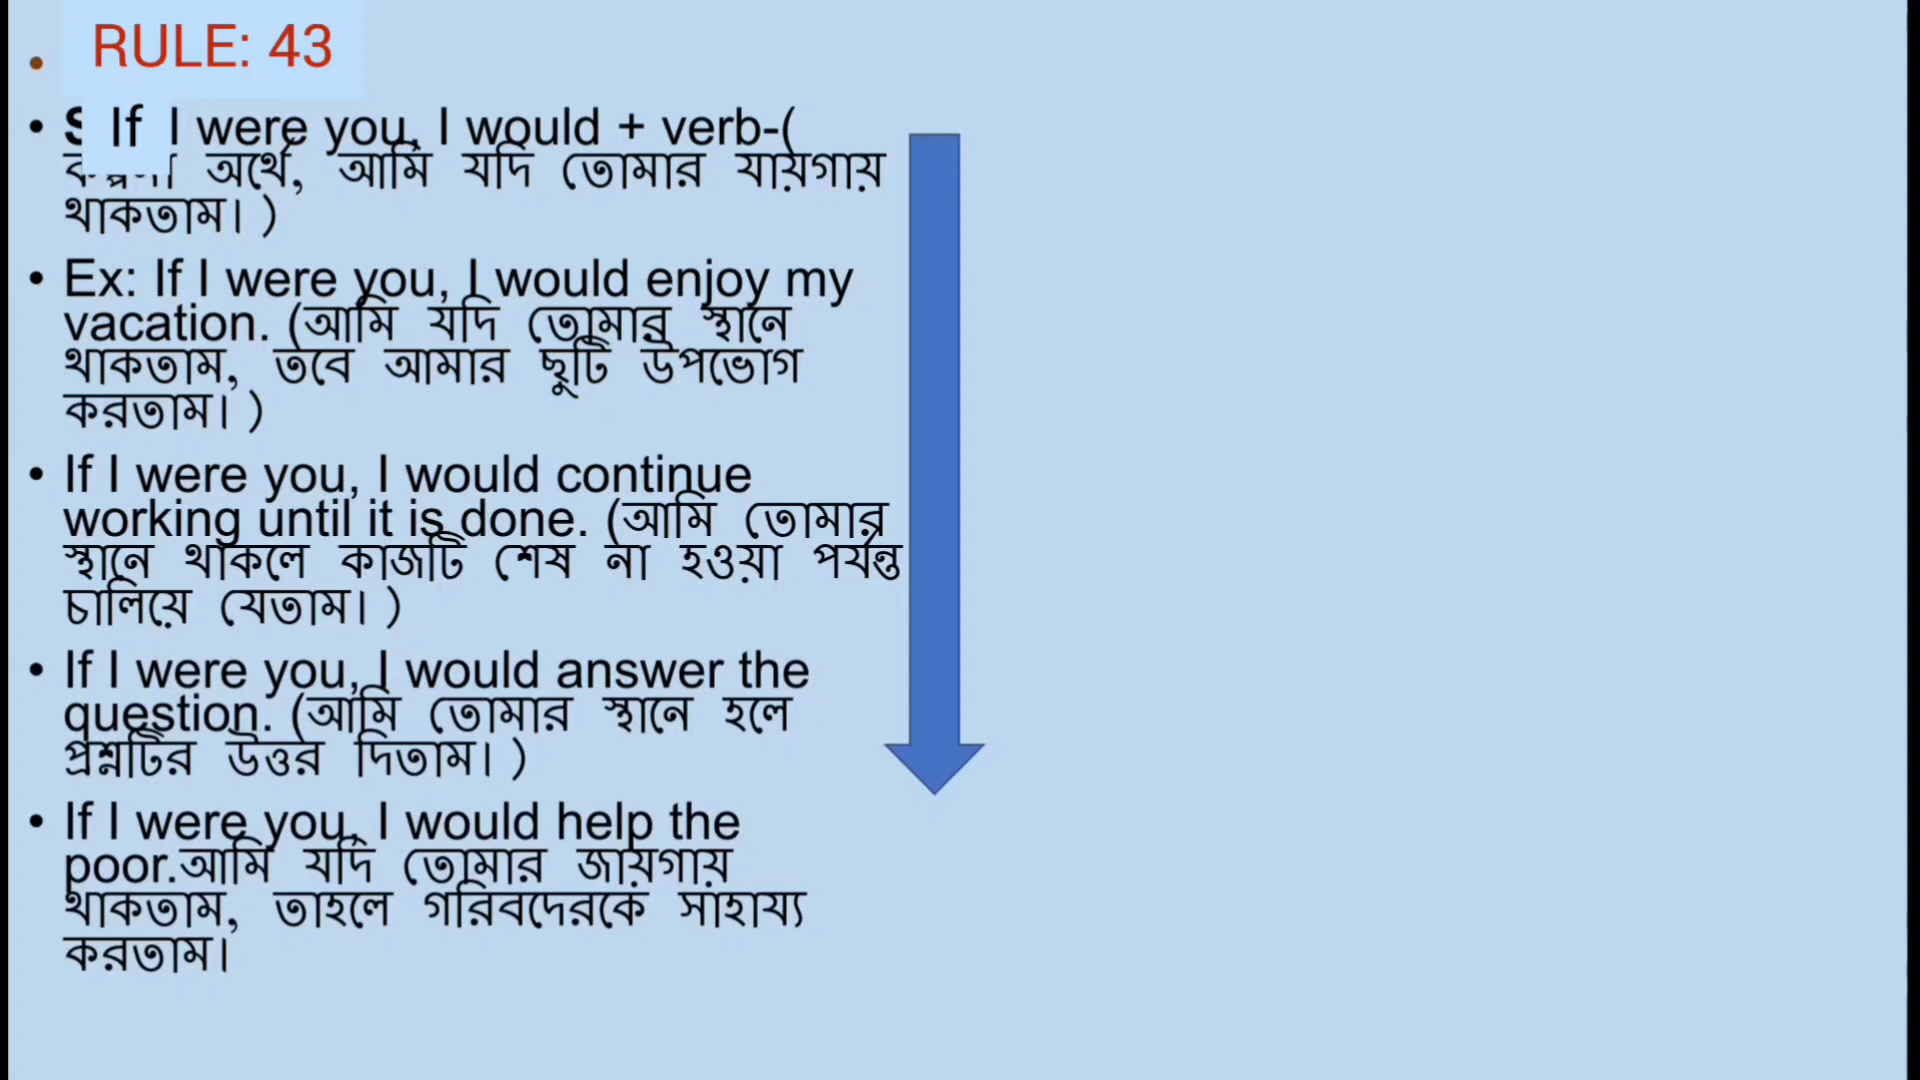 RULE: 43
If I were you, I would + verb-(
অর্থে, আমি যদি তোমার যায়গায়
থাকতাম। )
Ex: If I were you, I would enjoy my
vacation. (আমি যদি তোমার স্থানে
থাকতাম, তবে আমার ছুটি উপভোগ
করতাম। )
If I were you, I would continue
working until it is done. (আমি তোমার
স্থানে থাকলে কাজটি শেষ না হওয়া পর্যন্ত
চালিয়ে যেতাম। )
If I were you, I would answer the
question. (আমি তোমার স্থানে হলে
প্রশ্নটির উত্তর দিতাম। )
If I were you, I would help the
poor.আমি যদি তোমার জায়গায়
থাকতাম, তাহলে গরিবদেরকে সাহায্য
করতাম।